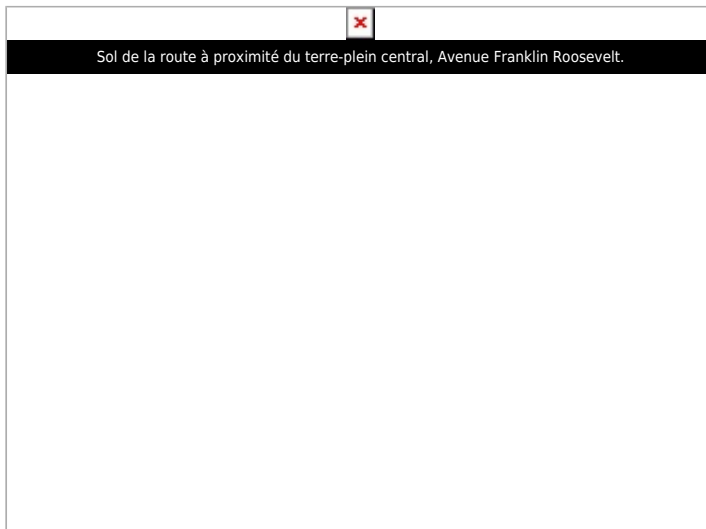 Sol de la route à proximité du terre-plein central, Avenue Franklin Roosevelt.